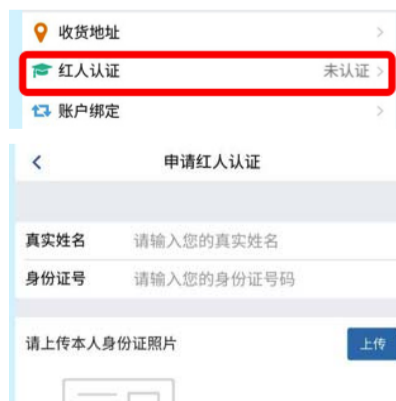 收货地址
红人认证 未认证
账户绑定
申请红人认证
真实姓名 请输入您的真实姓名
身份证号 请输入您的身份证号码
请上传本人身份证照片 上传